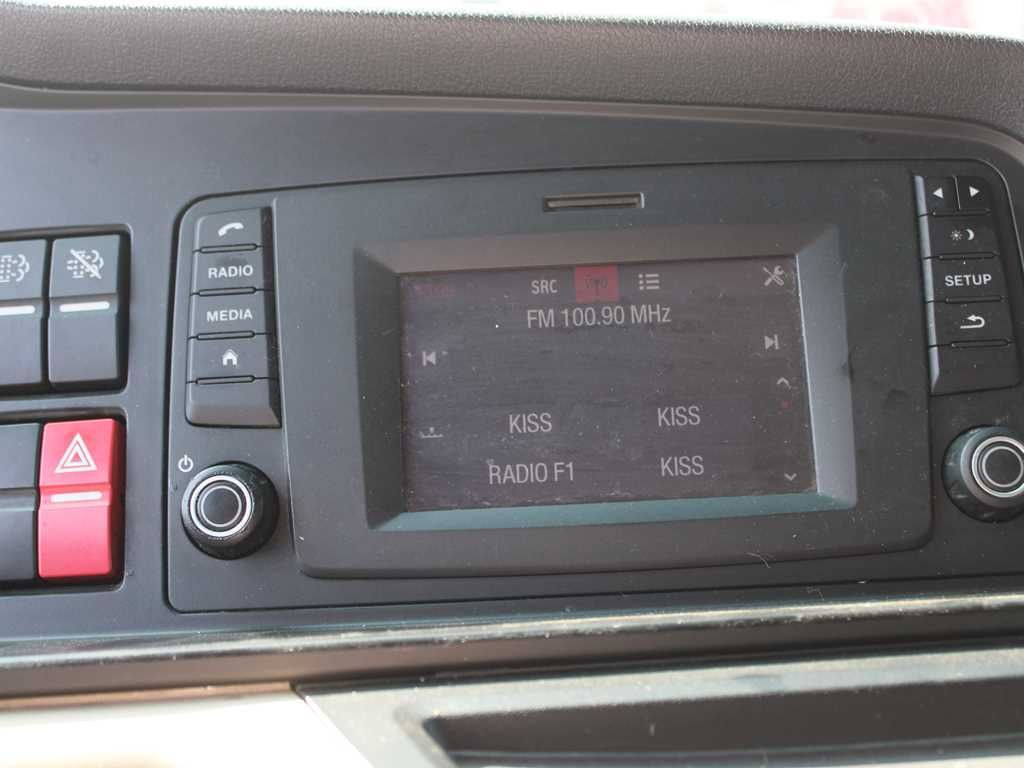 RADIO
MEDIA
SRC
FM 100.90 MHz
KISS KISS
RADIO F1 KISS
SETUP